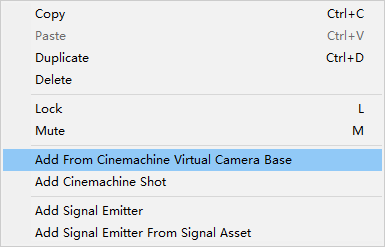 Copy Ctrl+C
Paste Ctrl+V
Duplicate Ctrl+D
Delete
Lock L
Mute M
Add From Cinemachine Virtual Camera Base
Add Cinemachine Shot
Add Signal Emitter
Add Signal Emitter From Signal Asset